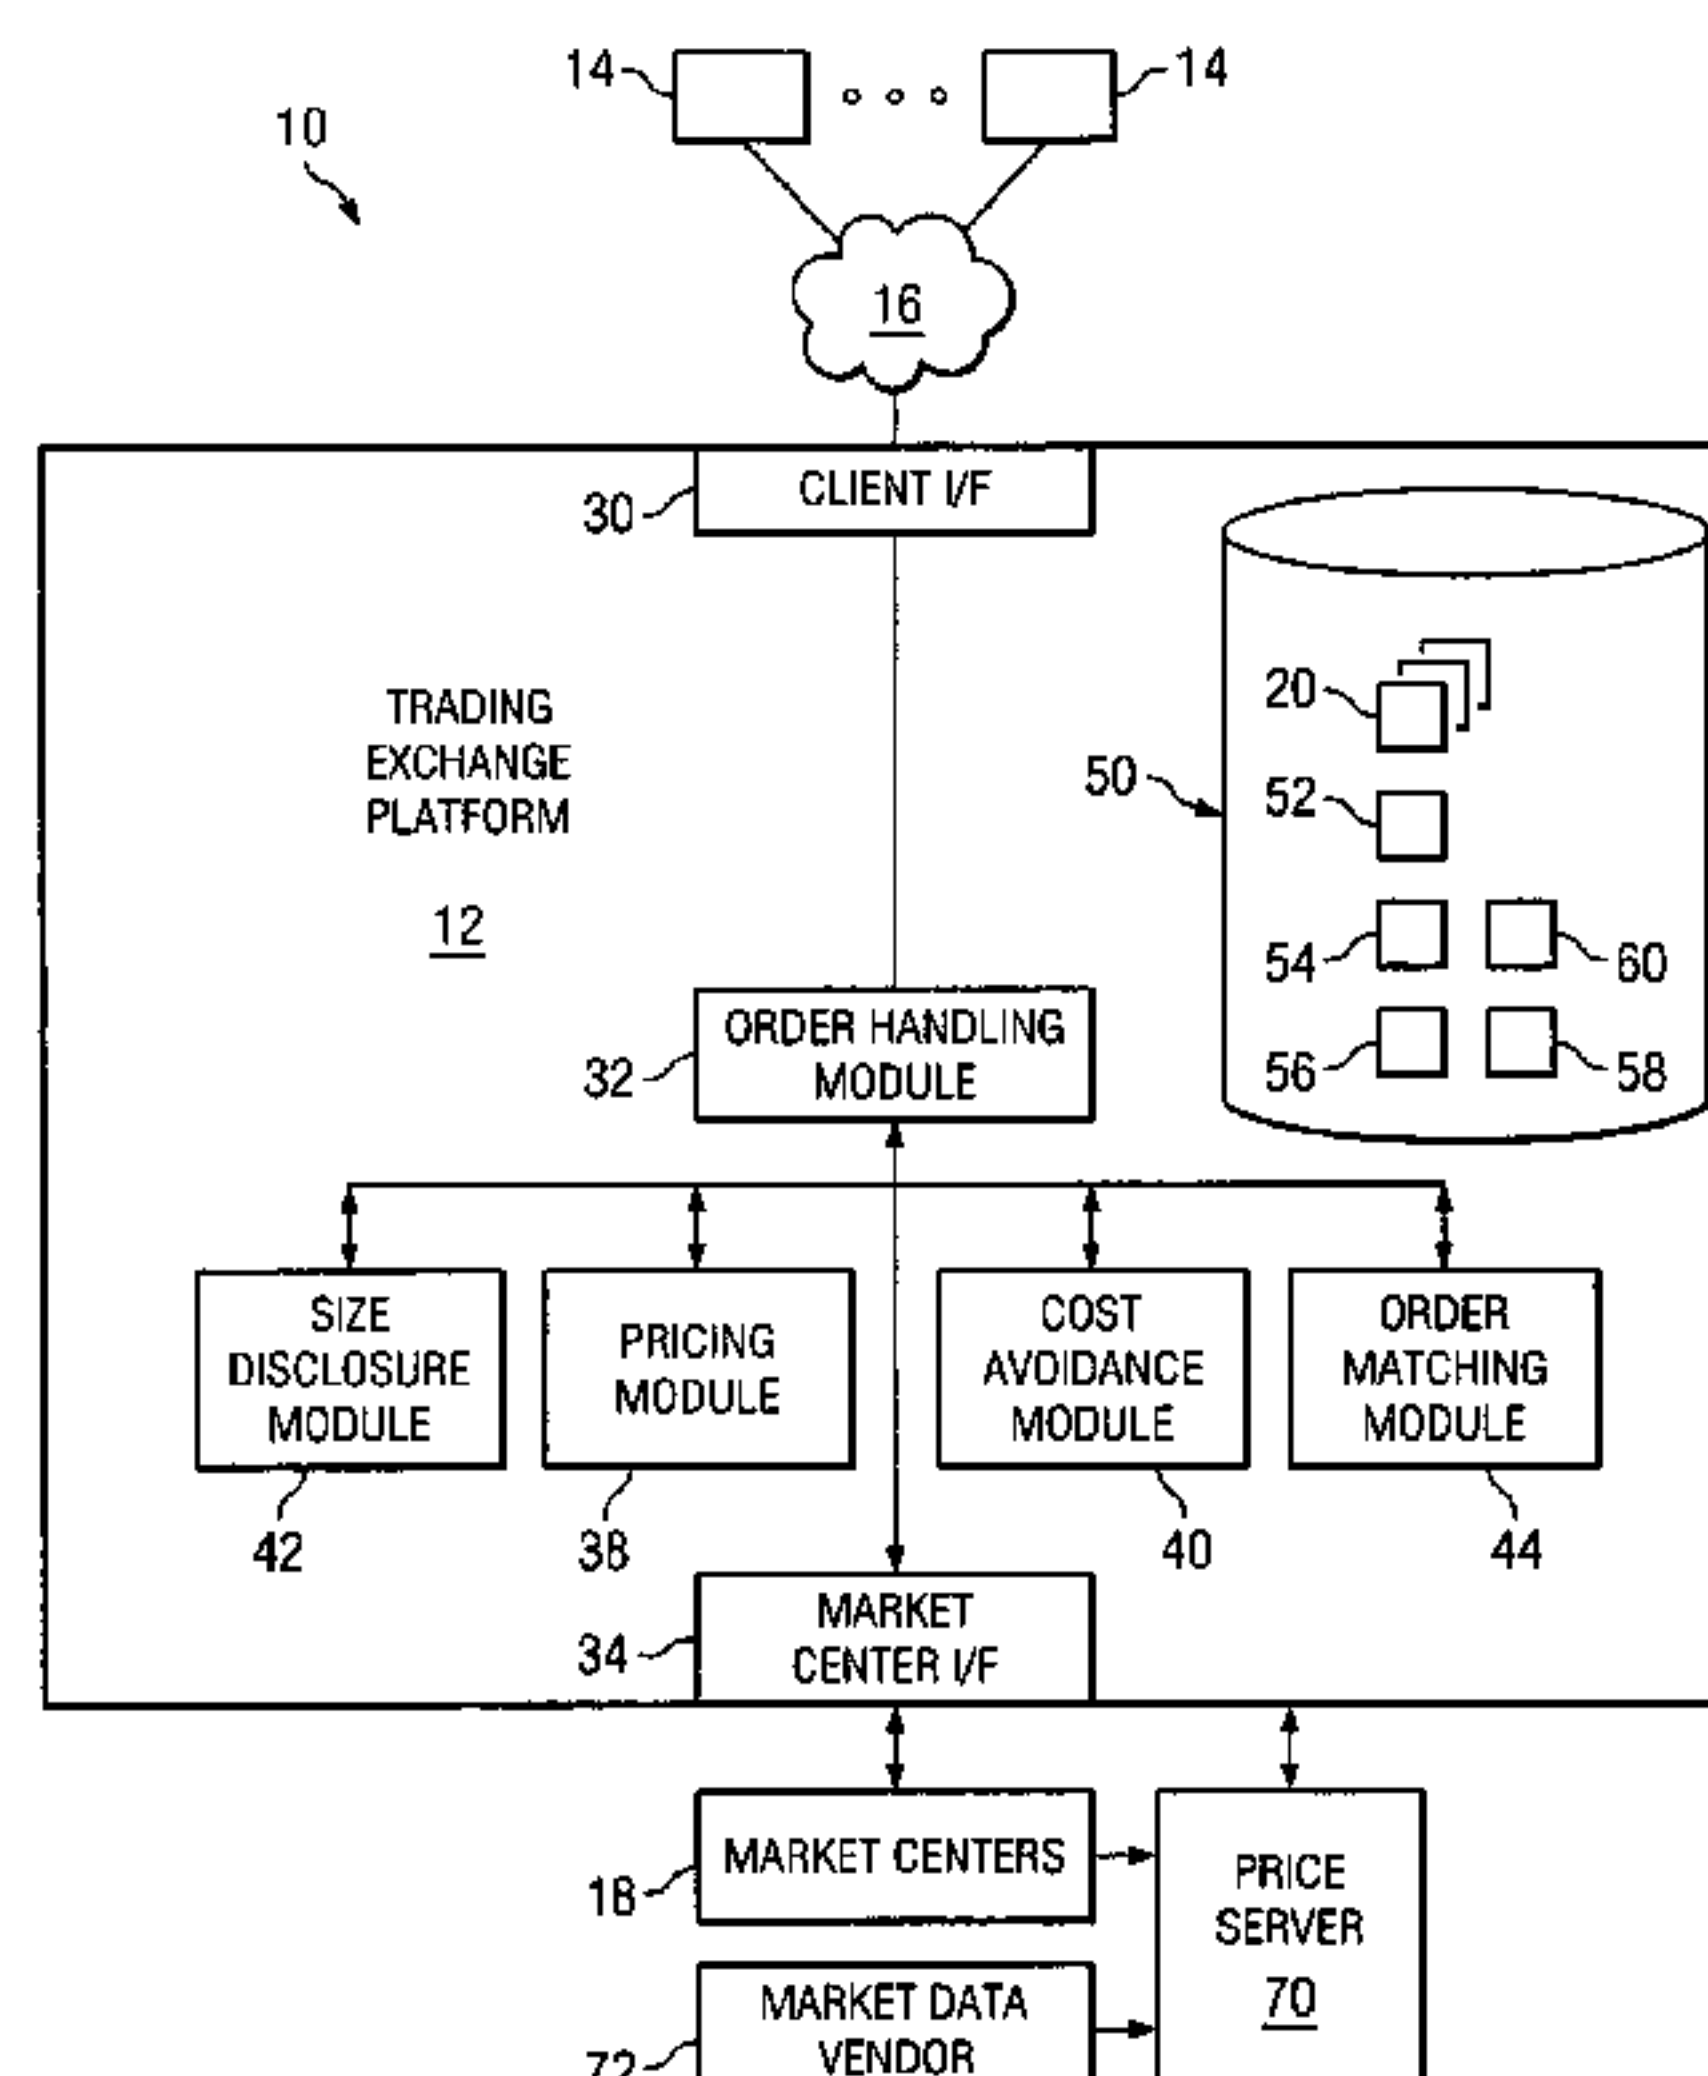 14
14
10
16
CLIENT I/F
30
TRADING
EXCHANGE
PLATFORM
12
20
50
52
54
60
56
58
ORDER HANDLING
MODULE
32
SIZE
DISCLOSURE
MODULE
PRICING
MODULE
COST
AVOIDANCE
MODULE
ORDER
MATCHING
MODULE
42
38
40
44
MARKET
CENTER I/F
34
MARKET CENTERS
18
PRICE
SERVER
70
MARKET DATA
VENDOR
72